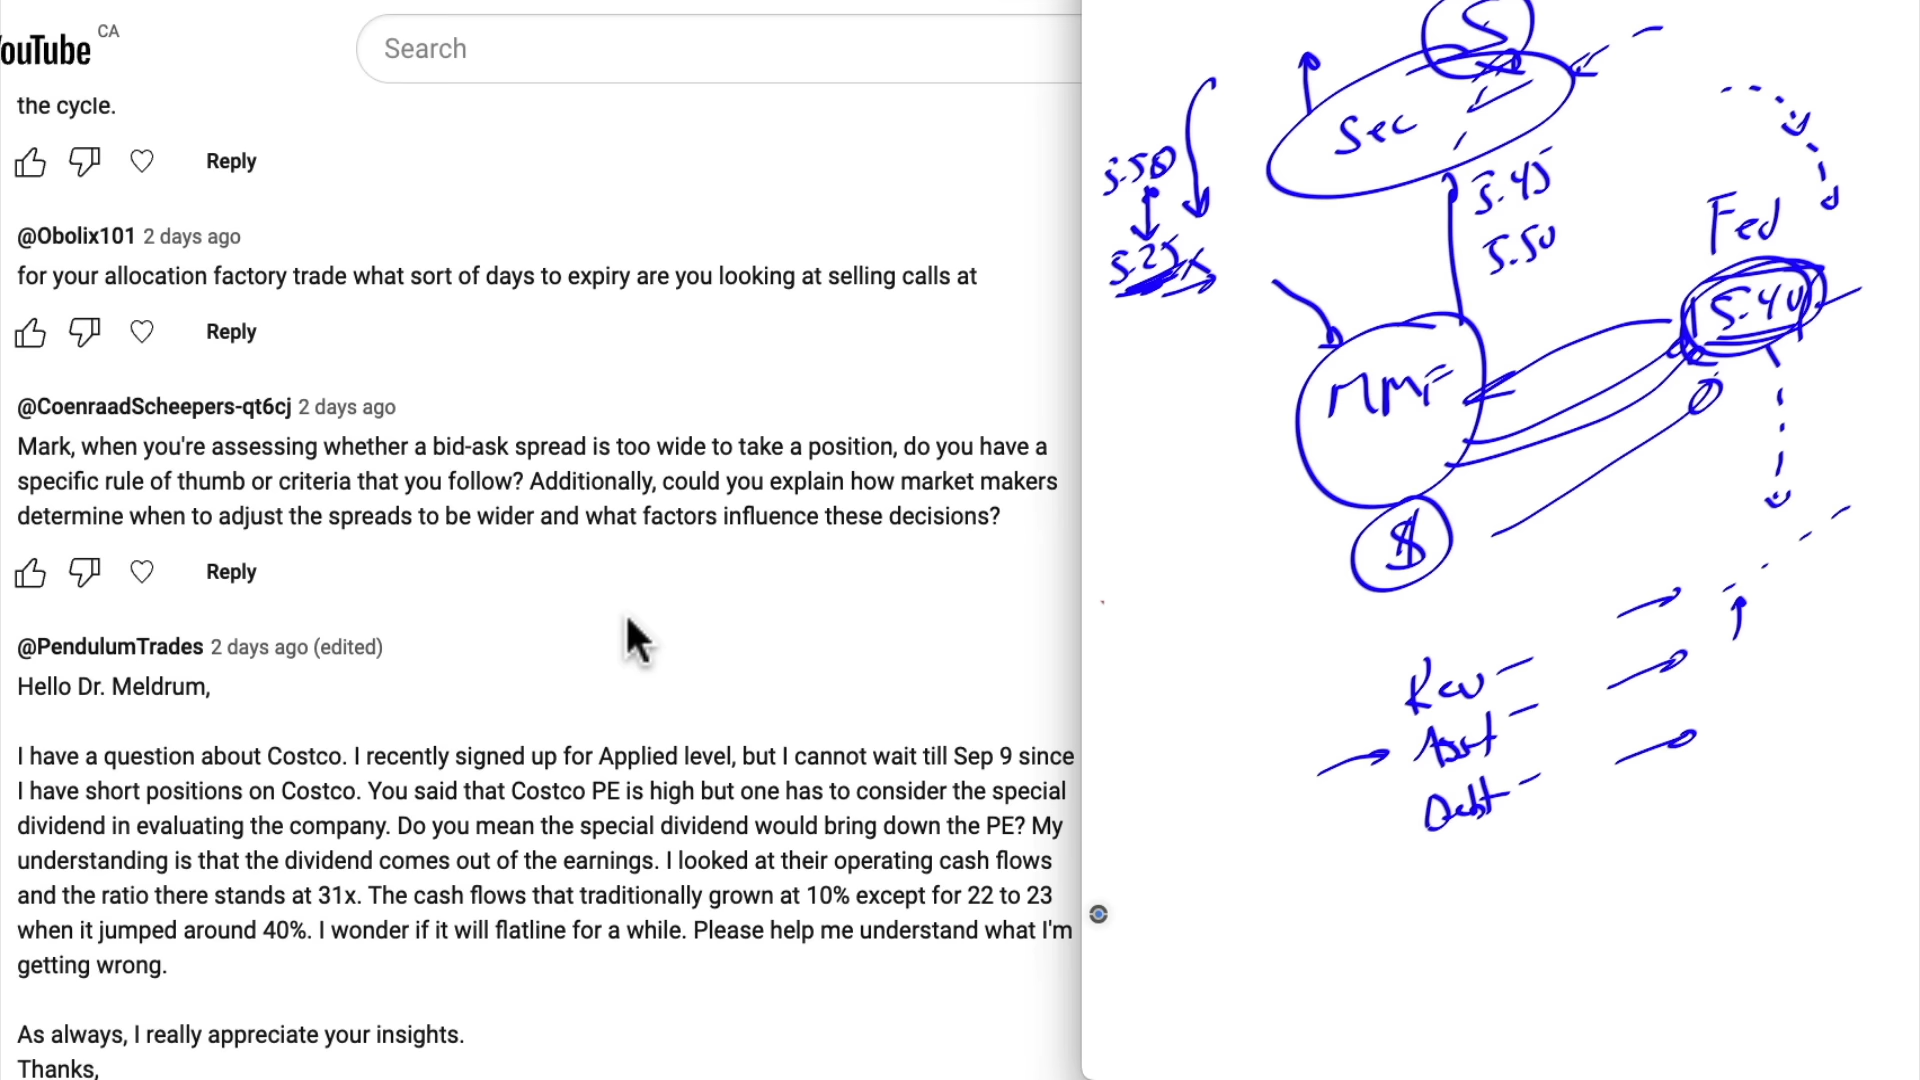 ouTube CA
Search
the cycle.
Reply
@Obolix101 2 days ago
for your allocation factory trade what sort of days to expiry are you looking at selling calls at
Reply
@CoenraadScheepers-qt6cj 2 days ago
Mark, when you're assessing whether a bid-ask spread is too wide to take a position, do you have a
specific rule of thumb or criteria that you follow? Additionally, could you explain how market makers
determine when to adjust the spreads to be wider and what factors influence these decisions?
Reply
@PendulumTrades 2 days ago (edited)
Hello Dr. Meldrum,
I have a question about Costco. I recently signed up for Applied level, but I cannot wait till Sep 9 since
I have short positions on Costco. You said that Costco PE is high but one has to consider the special
dividend in evaluating the company. Do you mean the special dividend would bring down the PE? My
understanding is that the dividend comes out of the earnings. I looked at their operating cash flows
and the ratio there stands at 31x. The cash flows that traditionally grown at 10% except for 22 to 23
when it jumped around 40%. I wonder if it will flatline for a while. Please help me understand what I'm
getting wrong.
As always, I really appreciate your insights.
Thanks,
S
Sec
5.50
5.25
5.45
5.50
Fed
5.40
MMF
$
Rev
Debt